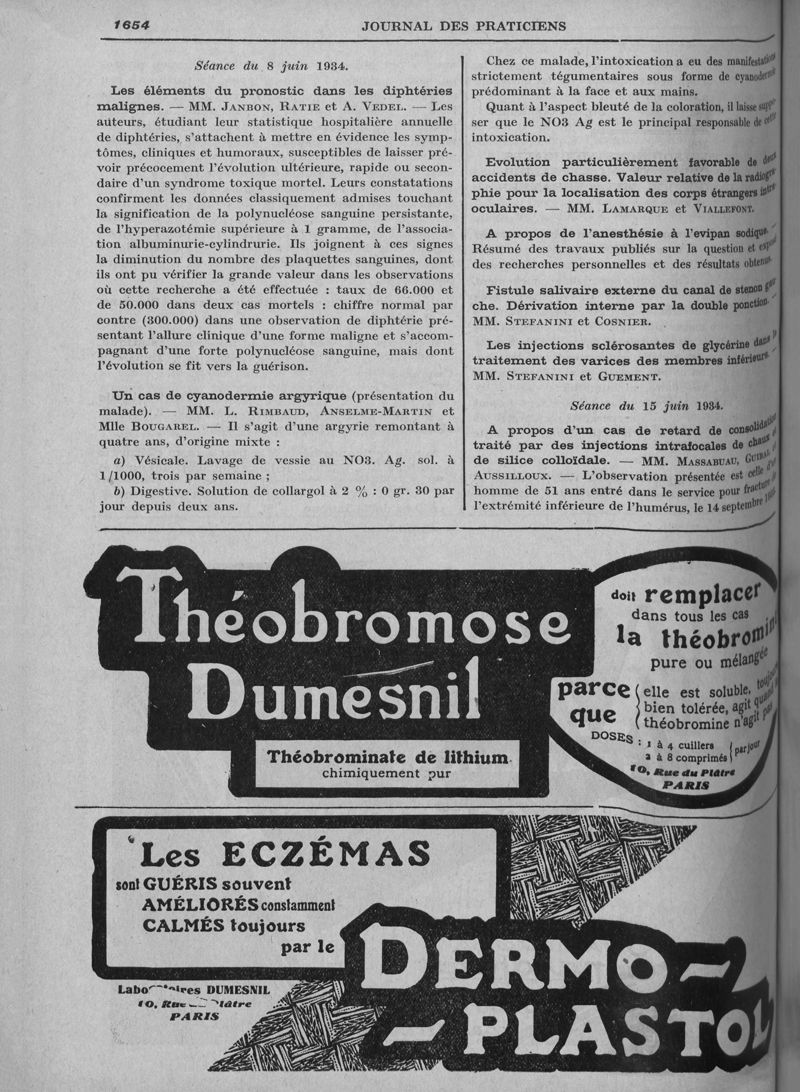 1654
JOURNAL DES PRATICIENS
Séance du 8 juin 1934.
Les éléments du pronostic dans les diphtéries
malignes. — MM. JANBON, RATIE et A. VEDEL. — Les
auteurs, étudiant leur statistique hospitalière annuelle
de diphtéries, s'attachent à mettre en évidence les symp-
tômes, cliniques et humoraux, susceptibles de laisser pré-
voir précocement l'évolution ultérieure, rapide ou secon-
daire d'un syndrome toxique mortel. Leurs constatations
confirment les données classiquement admises touchant
la signification de la polynucléose sanguine persistante,
de l'hyperazotémie supérieure à 1 gramme, de l'associa-
tion albuminurie-cylindrurie. Ils joignent à ces signes
la diminution du nombre des plaquettes sanguines, dont
ils ont pu vérifier la grande valeur dans les observations
où cette recherche a été effectuée : taux de 66.000 et
de 50.000 dans deux cas mortels : chiffre normal par
contre (300.000) dans une observation de diphtérie pré-
sentant l'allure clinique d'une forme maligne et s'accom-
pagnant d'une forte polynucléose sanguine, mais dont
l'évolution se fit vers la guérison.
Un cas de cyanodermie argyrique (présentation du
malade). — MM. L. RIMBAUD, ANSELME-MARTIN et
Mlle BOUGAREL. — Il s'agit d'une argyrie remontant à
quatre ans, d'origine mixte :
a) Vésicale. Lavage de vessie au NO3. Ag. sol. à
1/1000, trois par semaine ;
b) Digestive. Solution de collargol à 2 % : 0 gr. 30 par
jour depuis deux ans.
Chez ce malade, l'intoxication a eu des manifestations
strictement tégumentaires sous forme de cyanodermie
prédominant à la face et aux mains.
Quant à l'aspect bleuté de la coloration, il laisse suppo-
ser que le NO3 Ag est le principal responsable de cette
intoxication.
Evolution particulièrement favorable de deux
accidents de chasse. Valeur relative de la radiogra-
phie pour la localisation des corps étrangers intra-
oculaires. — MM. LAMARQUE et VIALLEFONT.
A propos de l'anesthésie à l'evipan sodique.
Résumé des travaux publiés sur la question et exposé
des recherches personnelles et des résultats obtenus.
Fistule salivaire externe du canal de stenon gau-
che. Dérivation interne par la double ponction.
MM. STEFANINI et COSNIER.
Les injections sclérosantes de glycérine dans le
traitement des varices des membres inférieurs.
MM. STEFANINI et GUEMENT.
Séance du 15 juin 1934.
A propos d'un cas de retard de consolidation
traité par des injections intrafocales de chaux
de silice colloïdale. — MM. MASSABUAU,
AUSSILLOUX. — L'observation présentée est celle
homme de 51 ans entré dans le service pour fracture
l'extrémité inférieure de l'humérus, le 14 septembre
Théobromose
Dumesnil
Théobrominate de lithium
chimiquement pur
doit remplacer
dans tous les cas
la théobromine
pure ou mélangée
parce
que
elle est soluble,
bien tolérée, agit quand
théobromine n'agit pas
DOSES :
1 à 4 cuillers
2 à 8 comprimés
par jour
10, Rue du Plâtre
PARIS
Les ECZÉMAS
sont GUÉRIS souvent
AMÉLIORÉS constamment
CALMÉS toujours
par le
DERMO-
PLASTOL
Laboratoires DUMESNIL
10, Rue Plâtre
PARIS